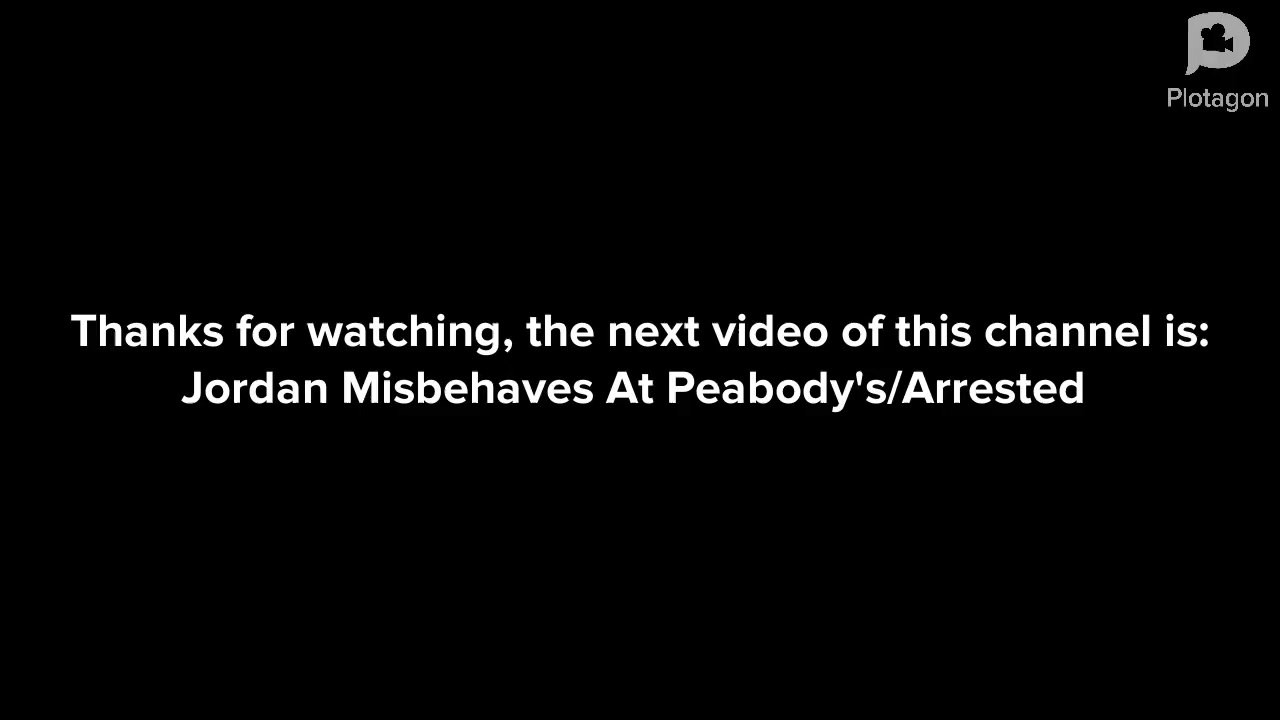 Plotagon
Thanks for watching, the next video of this channel is:
Jordan Misbehaves At Peabody's/Arrested